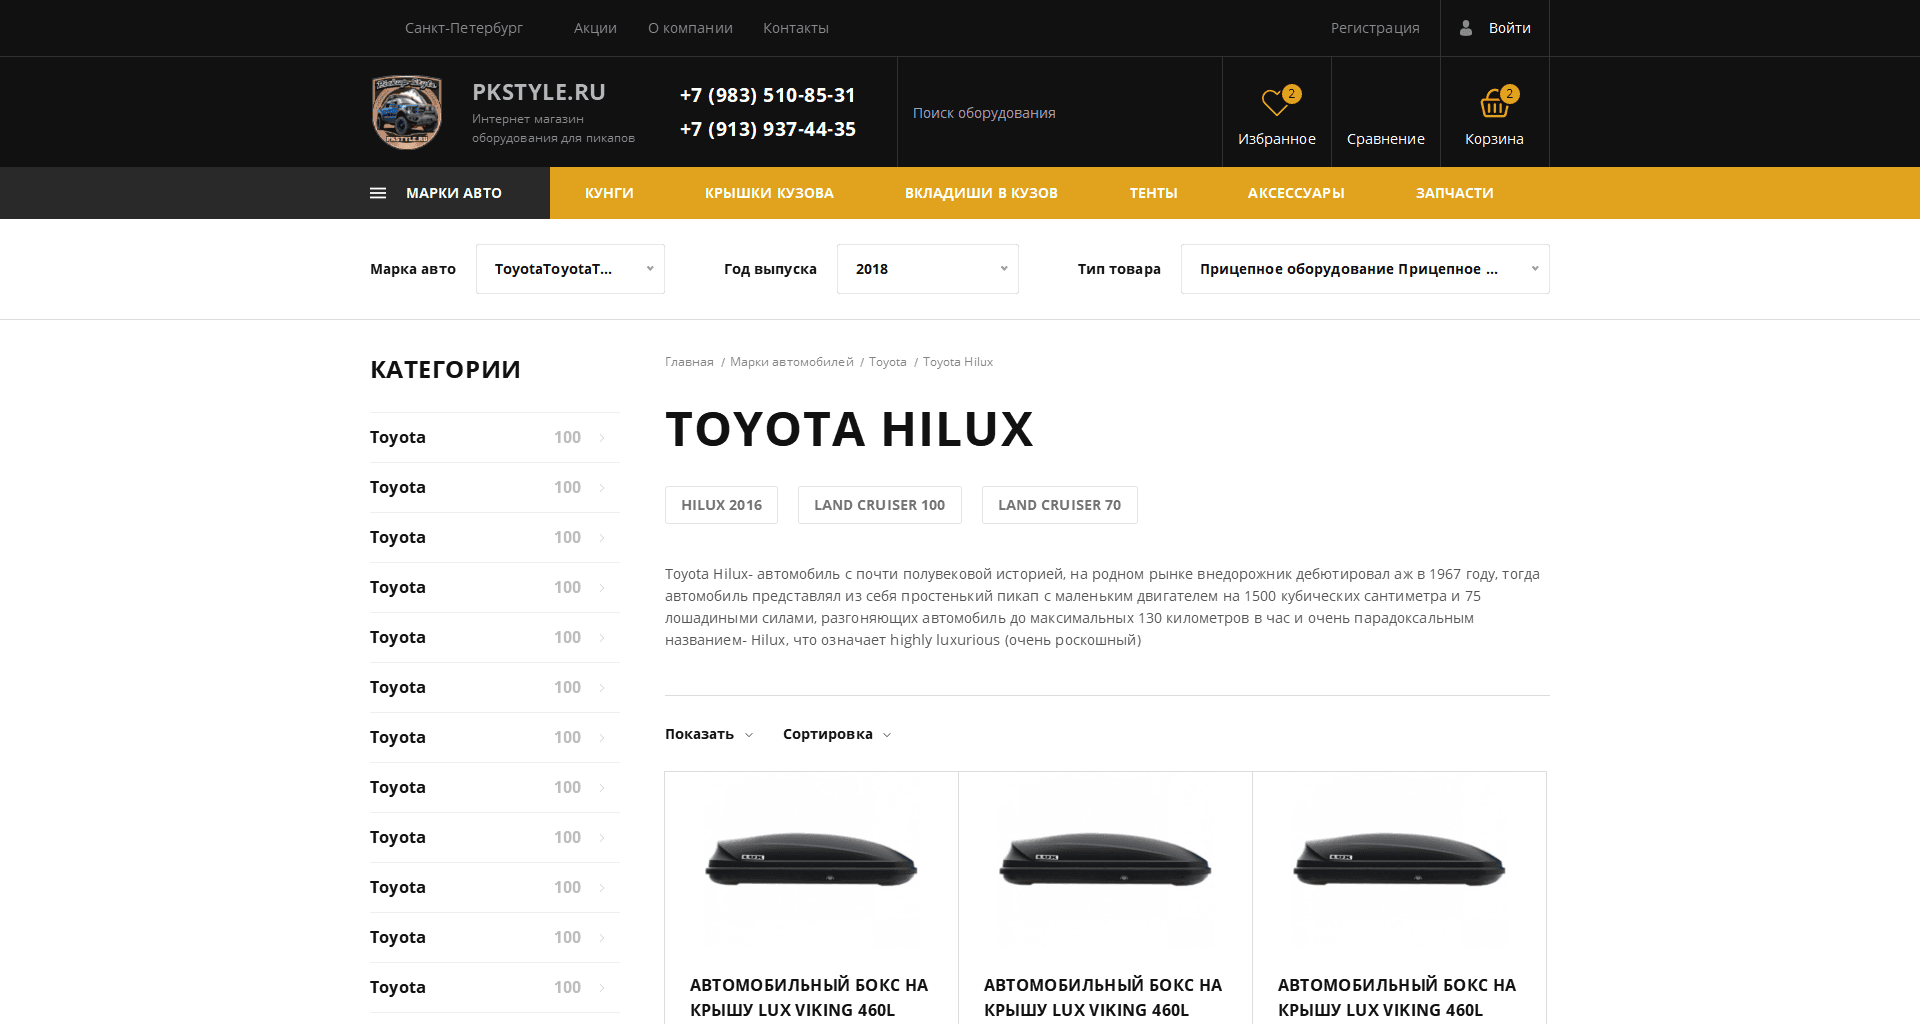 Санкт-Петербург
Акции
О компании
Контакты
Регистрация
Войти
PKSTYLE.RU
PKSTYLE.RU
Интернет магазин
оборудования для пикапов
+7 (983) 510-85-31
+7 (913) 937-44-35
Поиск оборудования
2
Избранное
Сравнение
2
Корзина
МАРКИ АВТО
КУНГИ
КРЫШКИ КУЗОВА
ВКЛАДИШИ В КУЗОВ
ТЕНТЫ
АКСЕССУАРЫ
ЗАПЧАСТИ
Марка авто
ToyotaToyotaT...
Год выпуска
2018
Тип товара
Прицепное оборудование Прицепное ...
КАТЕГОРИИ
Toyota 100
Toyota 100
Toyota 100
Toyota 100
Toyota 100
Toyota 100
Toyota 100
Toyota 100
Toyota 100
Toyota 100
Toyota 100
Toyota 100
Главная / Марки автомобилей / Toyota / Toyota Hilux
TOYOTA HILUX
HILUX 2016
LAND CRUISER 100
LAND CRUISER 70
Toyota Hilux- автомобиль с почти полувековой историей, на родном рынке внедорожник дебютировал аж в 1967 году, тогда
автомобиль представлял из себя простенький пикап с маленьким двигателем на 1500 кубических сантиметра и 75
лошадиными силами, разгоняющих автомобиль до максимальных 130 километров в час и очень парадоксальным
названием- Hilux, что означает highly luxurious (очень роскошный)
Показать
Сортировка
LUX
LUX
LUX
АВТОМОБИЛЬНЫЙ БОКС НА
КРЫШУ LUX VIKING 460L
АВТОМОБИЛЬНЫЙ БОКС НА
КРЫШУ LUX VIKING 460L
АВТОМОБИЛЬНЫЙ БОКС НА
КРЫШУ LUX VIKING 460L